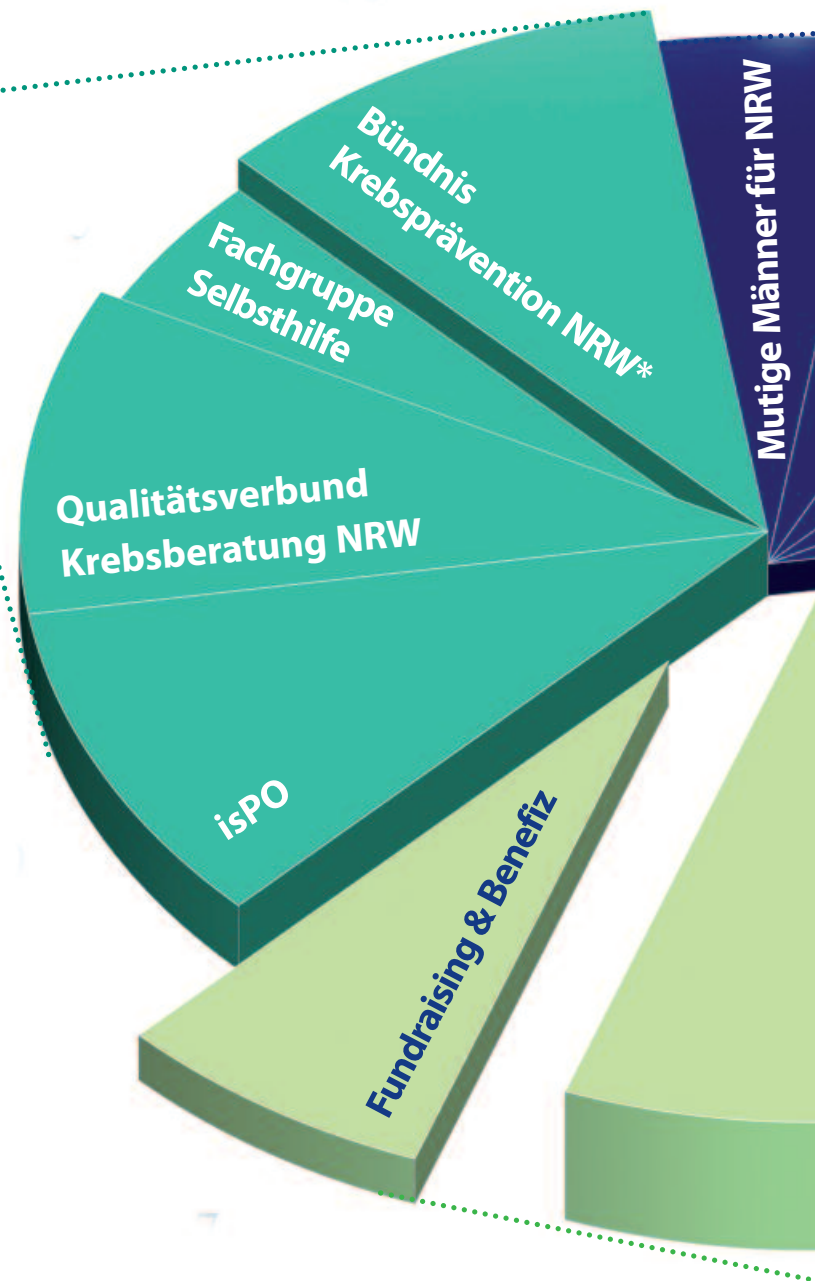 Bündnis
Krebsprävention NRW*
Mutige Männer für NRW
Fachgruppe
Selbsthilfe
Qualitätsverbund
Krebsberatung NRW
isPO
Fundraising & Benefiz